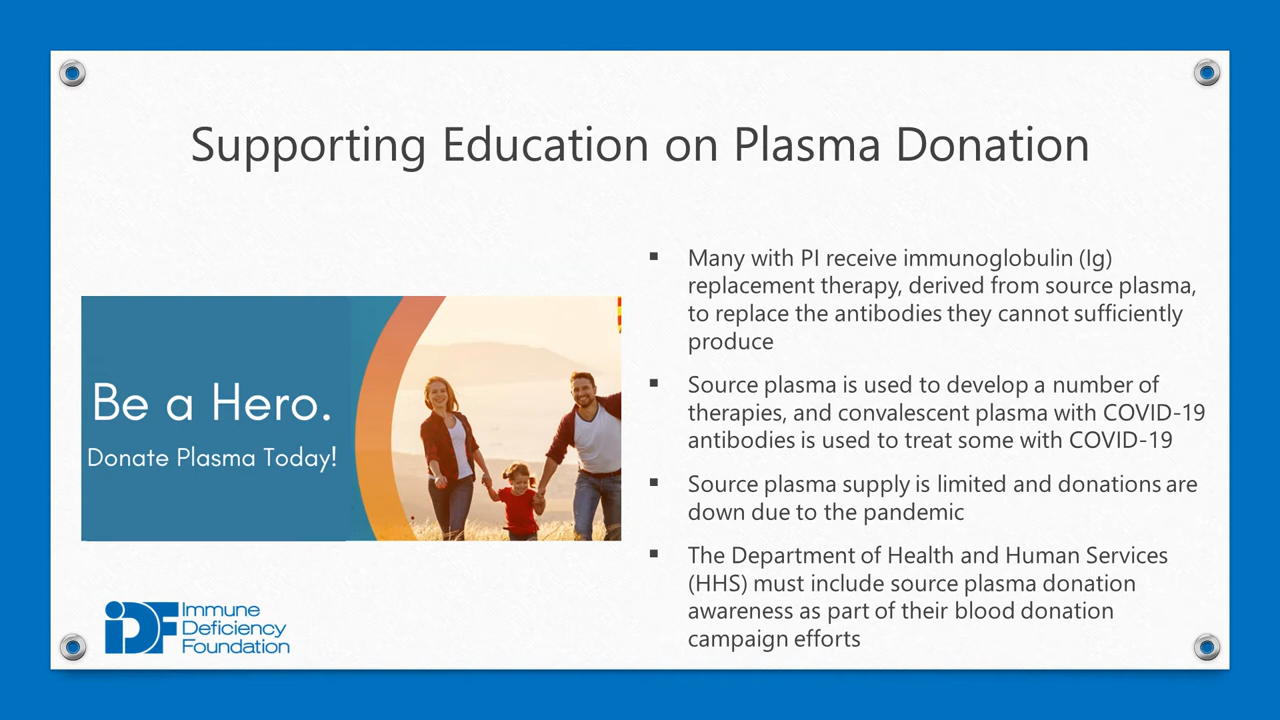 Supporting Education on Plasma Donation
Be a Hero.
Donate Plasma Today!
▪ Many with PI receive immunoglobulin (Ig)
replacement therapy, derived from source plasma,
to replace the antibodies they cannot sufficiently
produce
▪ Source plasma is used to develop a number of
therapies, and convalescent plasma with COVID-19
antibodies is used to treat some with COVID-19
▪ Source plasma supply is limited and donations are
down due to the pandemic
▪ The Department of Health and Human Services
(HHS) must include source plasma donation
awareness as part of their blood donation
campaign efforts
IDF
Immune
Deficiency
Foundation